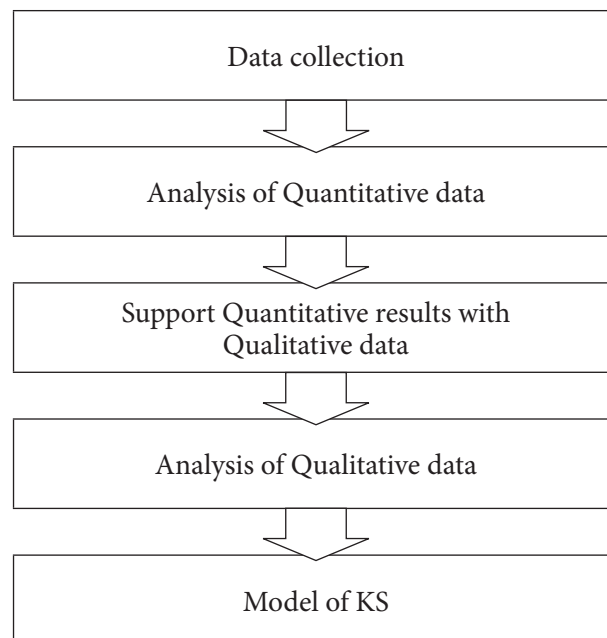 Data collection
Analysis of Quantitative data
Support Quantitative results with
Qualitative data
Analysis of Qualitative data
Model of KS